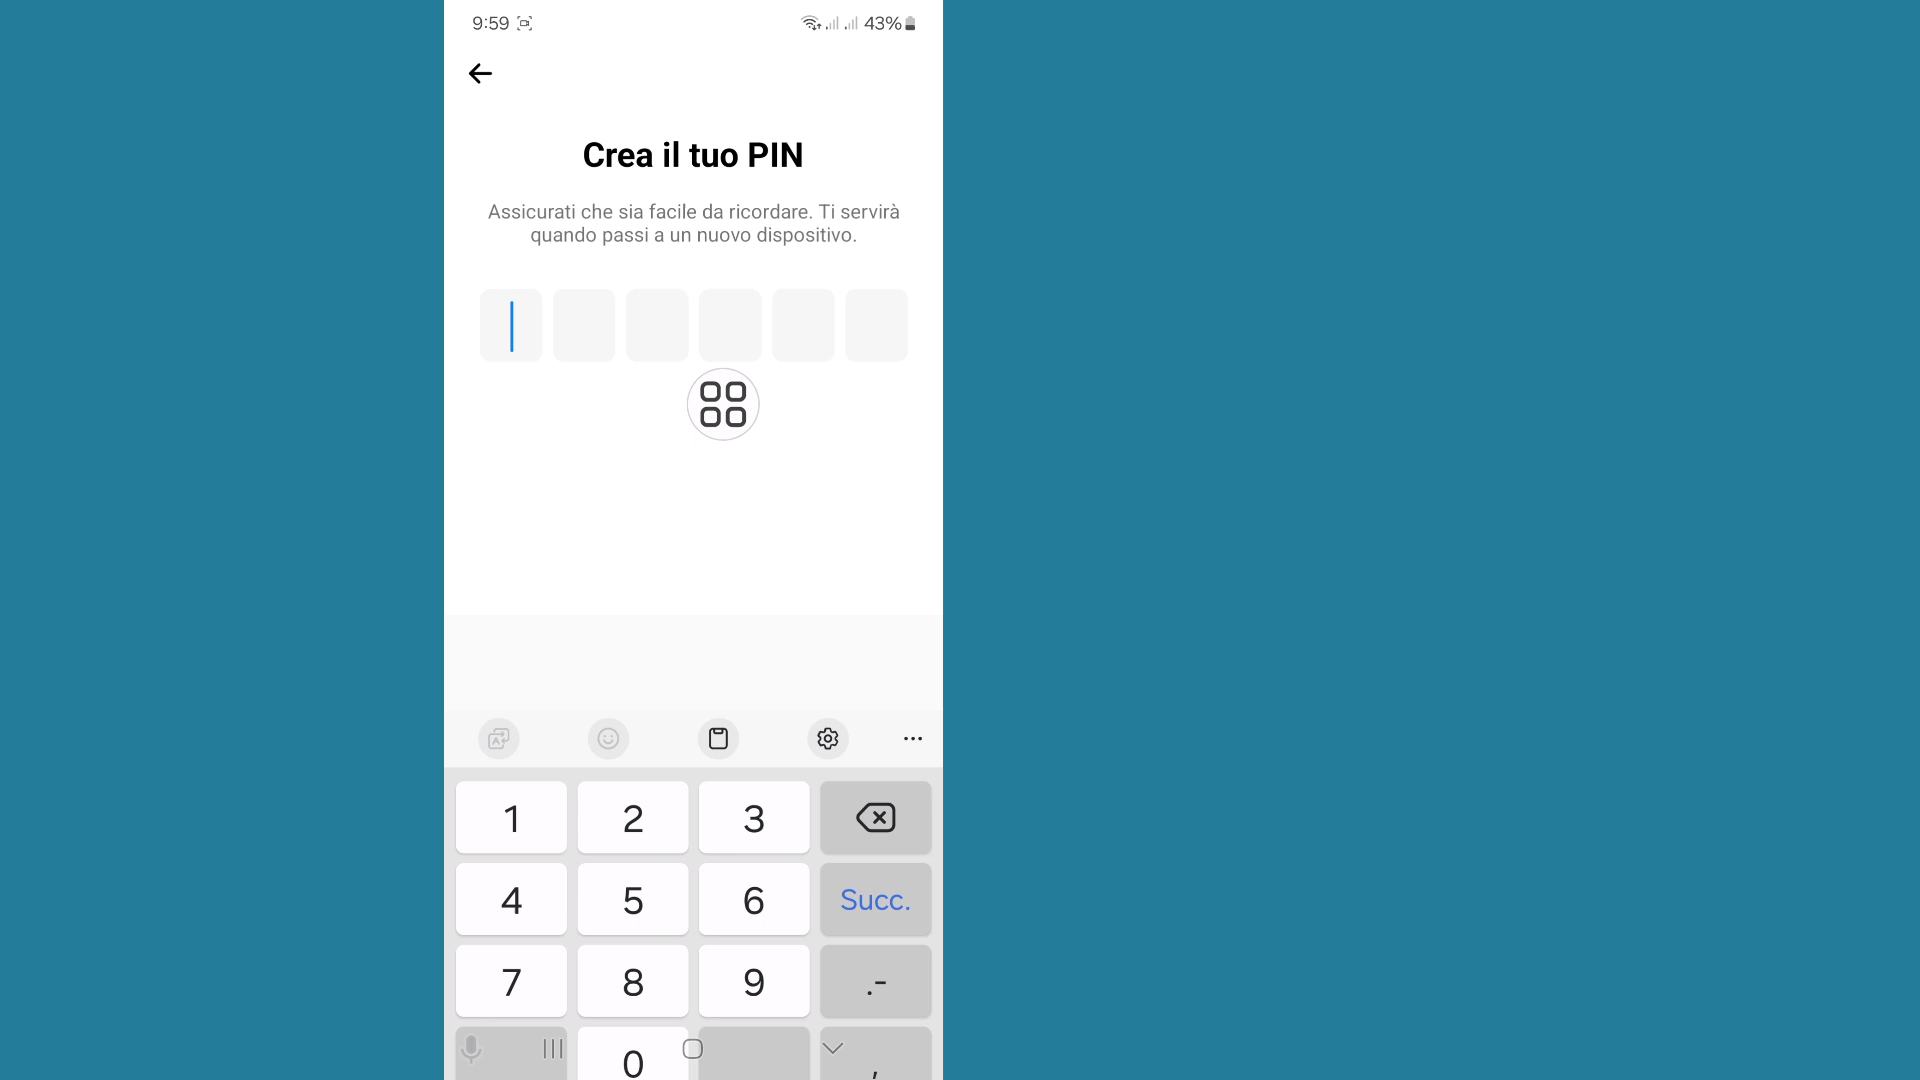 9:59
43%
Crea il tuo PIN
Assicurati che sia facile da ricordare. Ti servirà
quando passi a un nuovo dispositivo.
1 2 3
4 5 6 Succ.
7 8 9 .-
0 ,